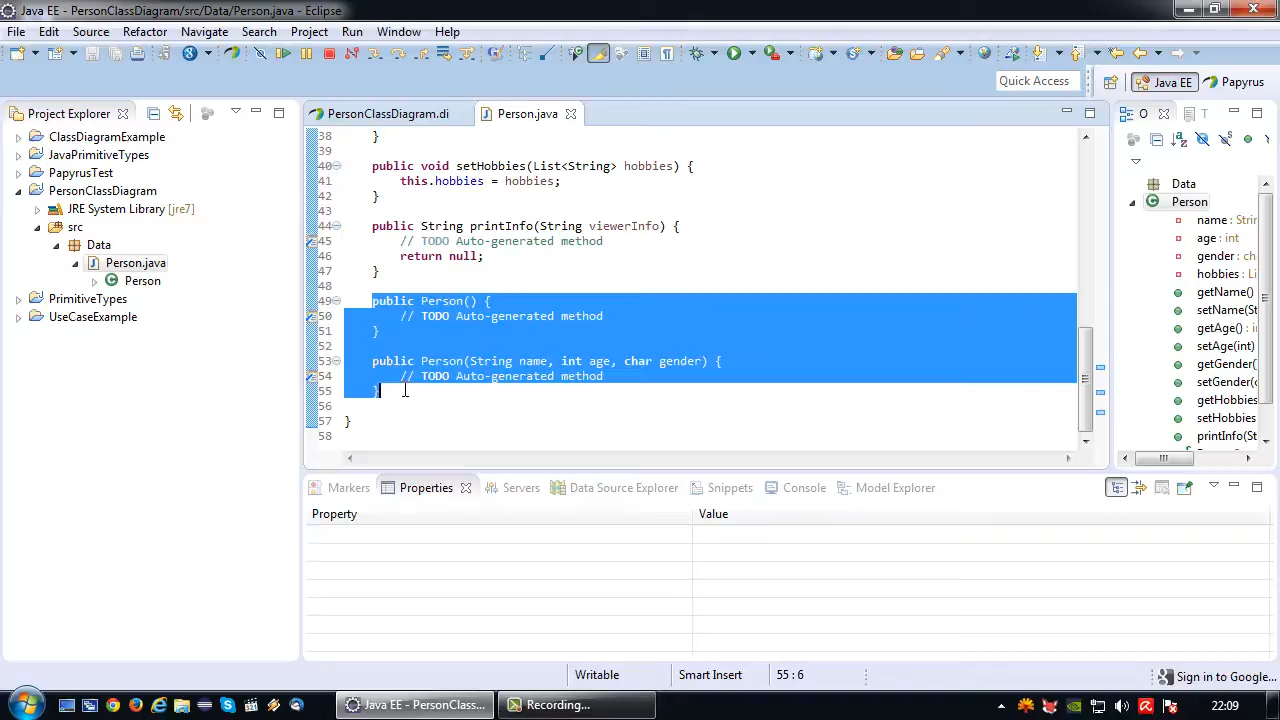 Java EE - PersonClassDiagram/src/Data/Person.java - Eclipse
File Edit Source Refactor Navigate Search Project Run Window Help
Quick Access
Java EE
Papyrus
Project Explorer
ClassDiagramExample
JavaPrimitiveTypes
PapyrusTest
PersonClassDiagram
JRE System Library [jre7]
src
Data
Person.java
Person
PrimitiveTypes
UseCaseExample
PersonClassDiagram.di
Person.java
38 }
39
40 public void setHobbies(List<String> hobbies) {
41 this.hobbies = hobbies;
42 }
43
44 public String printInfo(String viewerInfo) {
45 // TODO Auto-generated method
46 return null;
47 }
48
49 public Person() {
50 // TODO Auto-generated method
51 }
52
53 public Person(String name, int age, char gender) {
54 // TODO Auto-generated method
55 }
56
57 }
58
O
T
Data
Person
name : Strin
age : int
gender : cha
hobbies : Li
getName()
setName(St
getAge() : in
setAge(int)
getGender(
setGender(c
getHobbies
setHobbies
printInfo(St
Markers Properties Servers Data Source Explorer Snippets Console Model Explorer
Property Value
Writable Smart Insert 55 : 6
Sign in to Google...
Java EE - PersonClass...
Recording...
22:09